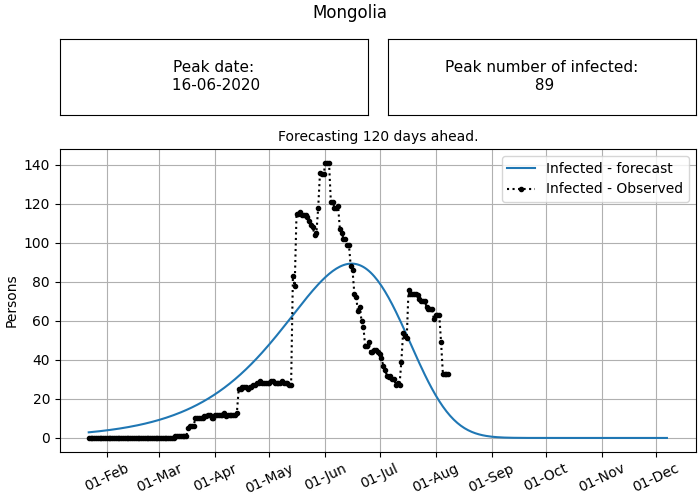 Mongolia
Peak date:
16-06-2020
Peak number of infected:
89
Forecasting 120 days ahead.
Infected - forecast
Infected - Observed
Persons
140
120
100
80
60
40
20
0
01-Feb
01-Mar
01-Apr
01-May
01-Jun
01-Jul
01-Aug
01-Sep
01-Oct
01-Nov
01-Dec